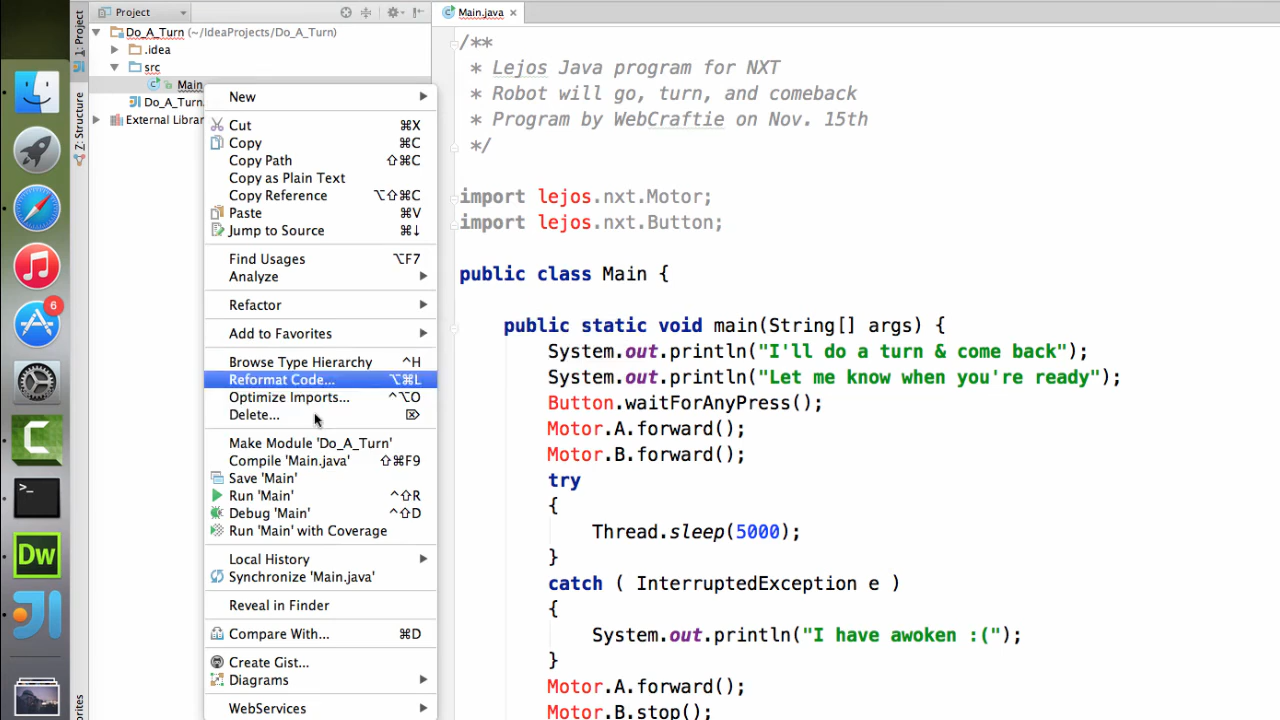 Project
1: Project
Z: Structure
Do_A_Turn (~/IdeaProjects/Do_A_Turn)
.idea
src
Main
Do_A_Turn.
External Librar
New
Cut ⌘X
Copy ⌘C
Copy Path ⇧⌘C
Copy as Plain Text
Copy Reference ⌥⇧⌘C
Paste ⌘V
Jump to Source ⌘↓
Find Usages ⌥F7
Analyze
Refactor
Add to Favorites
Browse Type Hierarchy ^H
Reformat Code... ⌥⌘L
Optimize Imports... ^⌥O
Delete... ⌦
Make Module 'Do_A_Turn'
Compile 'Main.java' ⇧⌘F9
Save 'Main'
Run 'Main' ^⇧R
Debug 'Main' ^⇧D
Run 'Main' with Coverage
Local History
Synchronize 'Main.java'
Reveal in Finder
Compare With... ⌘D
Create Gist...
Diagrams
WebServices
6
>_
Dw
JI
Main.java
/**
* Lejos Java program for NXT
* Robot will go, turn, and comeback
* Program by WebCraftie on Nov. 15th
*/
import lejos.nxt.Motor;
import lejos.nxt.Button;
public class Main {
public static void main(String[] args) {
System.out.println("I'll do a turn & come back");
System.out.println("Let me know when you're ready");
Button.waitForAnyPress();
Motor.A.forward();
Motor.B.forward();
try
{
Thread.sleep(5000);
}
catch ( InterruptedException e )
{
System.out.println("I have awoken :(");
}
Motor.A.forward();
Motor.B.stop();